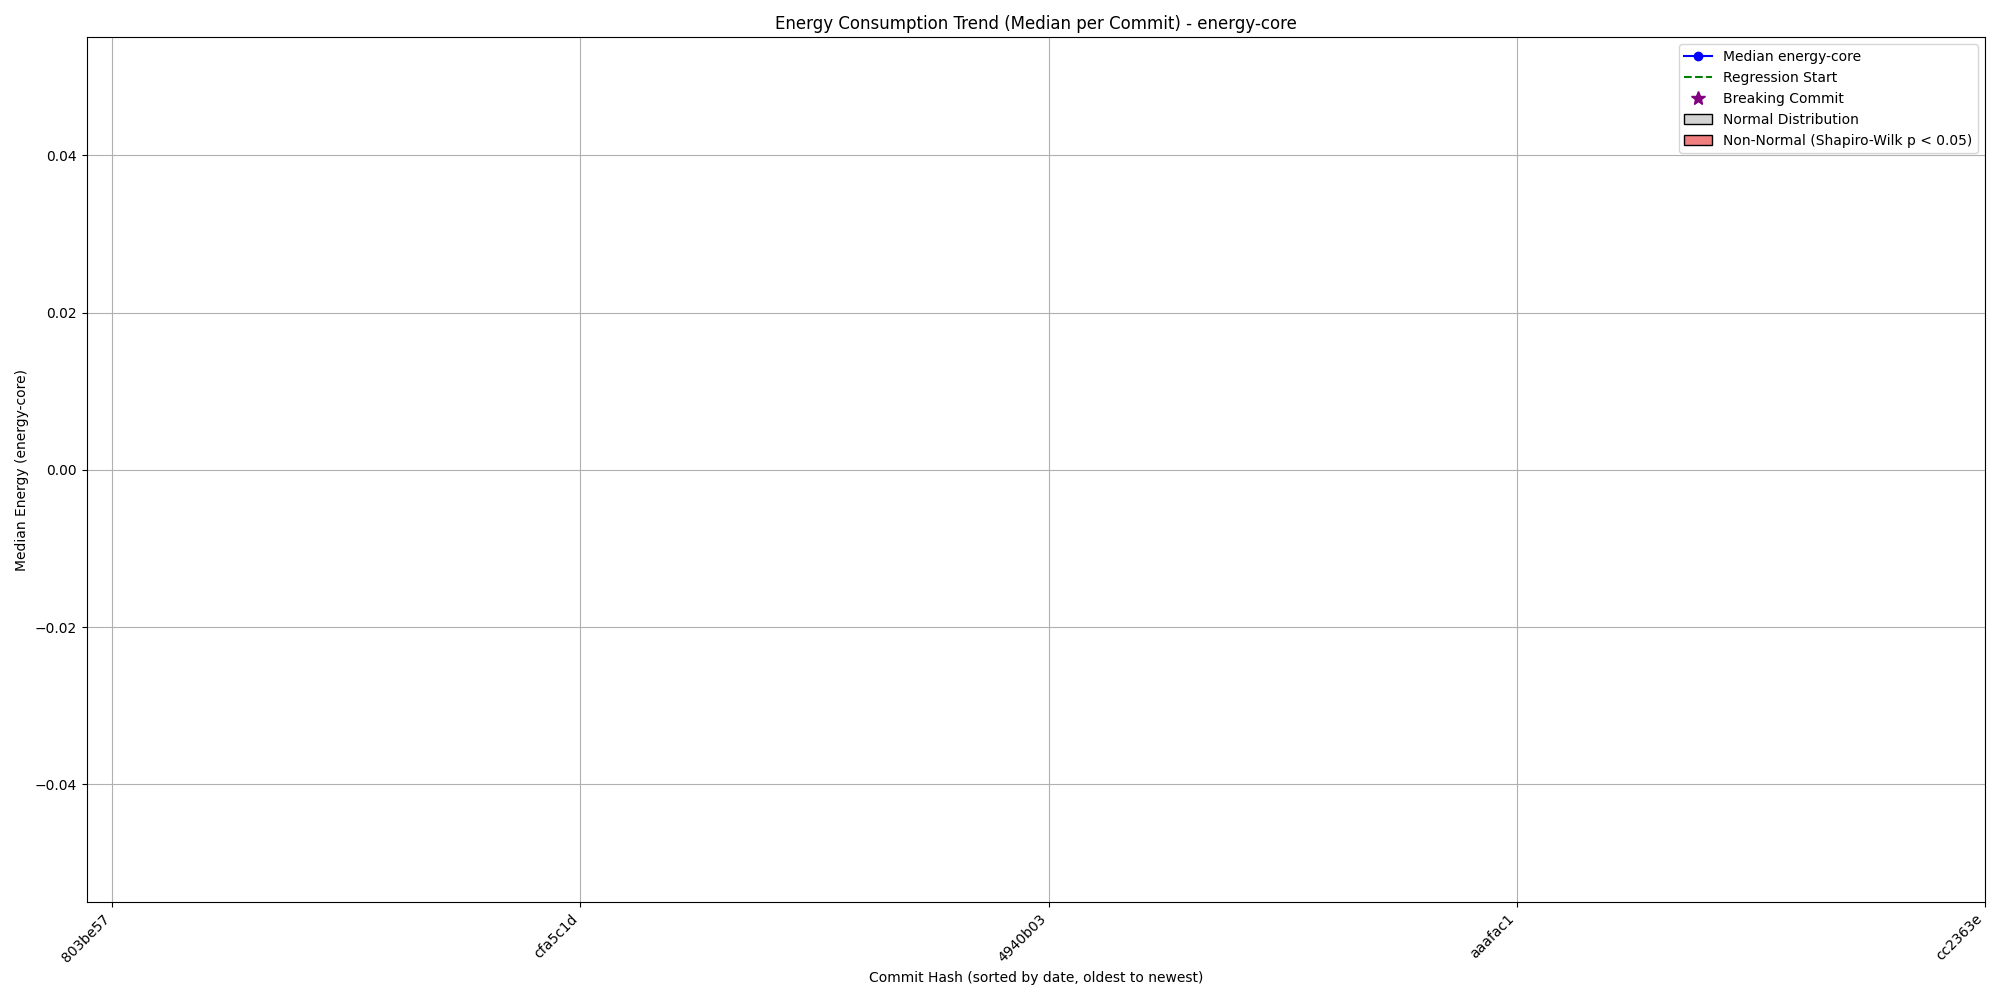 Energy Consumption Trend (Median per Commit) - energy-core
Median energy-core
Regression Start
Breaking Commit
Normal Distribution
Non-Normal (Shapiro-Wilk p < 0.05)
0.04
0.02
0.00
−0.02
−0.04
Median Energy (energy-core)
803be57
cfa5c1d
4940b03
aaafac1
cc2363e
Commit Hash (sorted by date, oldest to newest)